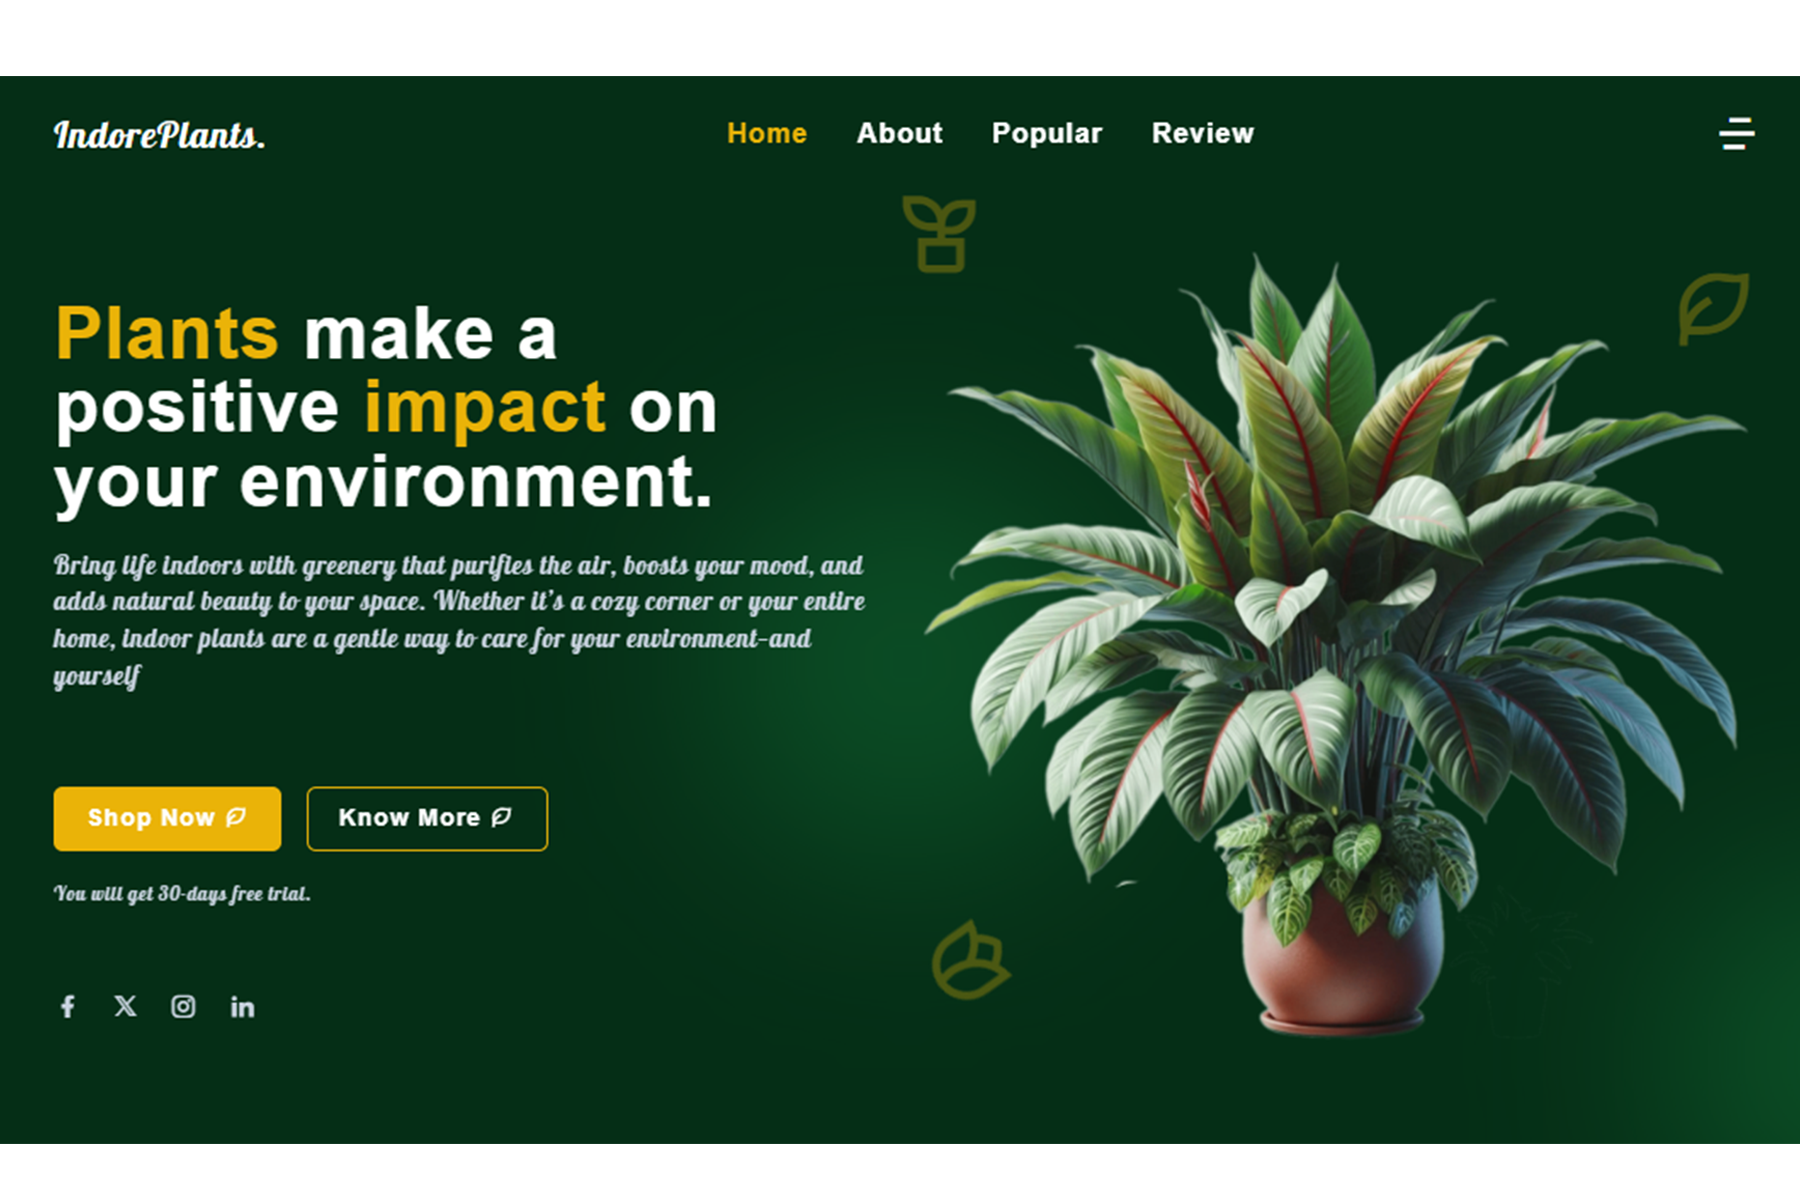 IndorePlants.
Home About Popular Review
Plants make a
positive impact on
your environment.
Bring life indoors with greenery that purifies the air, boosts your mood, and
adds natural beauty to your space. Whether it's a cozy corner or your entire
home, indoor plants are a gentle way to care for your environment—and
yourself
Shop Now Know More
You will get 30-days free trial.